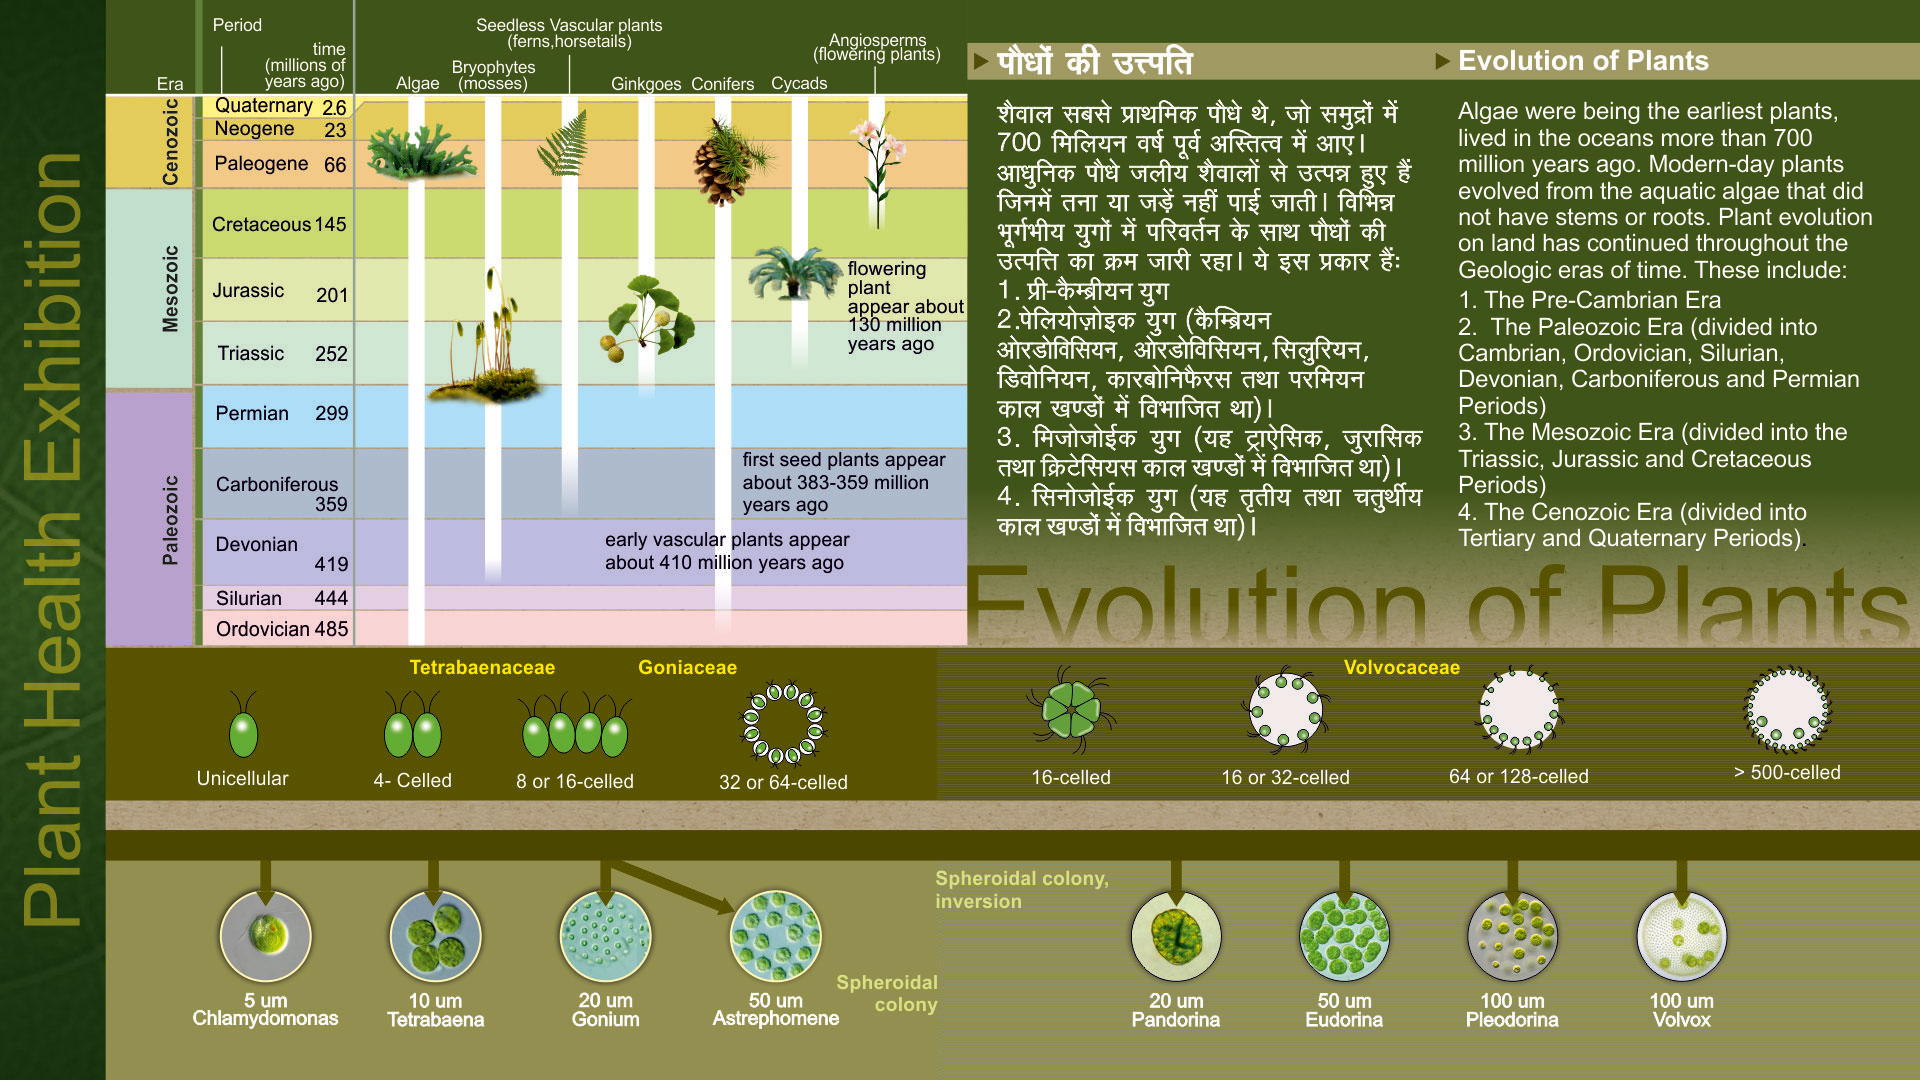 Plant Health Exhibition
Era
Period
time
(millions of
years ago)
Algae
Bryophytes
(mosses)
Seedless Vascular plants
(ferns,horsetails)
Ginkgoes
Conifers
Cycads
Angiosperms
(flowering plants)
Cenozoic
Mesozoic
Paleozoic
Quaternary 2.6
Neogene 23
Paleogene 66
Cretaceous 145
Jurassic 201
Triassic 252
Permian 299
Carboniferous
359
Devonian
419
Silurian 444
Ordovician 485
flowering
plant
appear about
130 million
years ago
first seed plants appear
about 383-359 million
years ago
early vascular plants appear
about 410 million years ago
पौधों की उत्त्पति
शैवाल सबसे प्राथमिक पौधे थे, जो समुद्रों में
700 मिलियन वर्ष पूर्व अस्तित्व में आए।
आधुनिक पौधे जलीय शैवालों से उत्पन्न हुए हैं
जिनमें तना या जड़ें नहीं पाई जाती। विभिन्न
भूर्गभीय युगों में परिवर्तन के साथ पौधों की
उत्पत्ति का क्रम जारी रहा। ये इस प्रकार हैंः
1. प्री-कैम्ब्रीयन युग
2.पेलियोज़ोइक युग (कैम्ब्रियन
ओरडोविसियन, ओरडोविसियन, सिलुरियन,
डिवोनियन, कारबोनिफैरस तथा परमियन
काल खण्डों में विभाजित था)।
3. मिजोजोईक युग (यह ट्राऐसिक, जुरासिक
तथा क्रिटेसियस काल खण्डों में विभाजित था)।
4. सिनोजोईक युग (यह तृतीय तथा चतुर्थीय
काल खण्डों में विभाजित था)।
Evolution of Plants
Algae were being the earliest plants,
lived in the oceans more than 700
million years ago. Modern-day plants
evolved from the aquatic algae that did
not have stems or roots. Plant evolution
on land has continued throughout the
Geologic eras of time. These include:
1. The Pre-Cambrian Era
2. The Paleozoic Era (divided into
Cambrian, Ordovician, Silurian,
Devonian, Carboniferous and Permian
Periods)
3. The Mesozoic Era (divided into the
Triassic, Jurassic and Cretaceous
Periods)
4. The Cenozoic Era (divided into
Tertiary and Quaternary Periods).
Evolution of Plants
Tetrabaenaceae
Goniaceae
Volvocaceae
Unicellular
4- Celled
8 or 16-celled
32 or 64-celled
16-celled
16 or 32-celled
64 or 128-celled
> 500-celled
Spheroidal colony,
inversion
Spheroidal
colony
5 um
Chlamydomonas
10 um
Tetrabaena
20 um
Gonium
50 um
Astrephomene
20 um
Pandorina
50 um
Eudorina
100 um
Pleodorina
100 um
Volvox